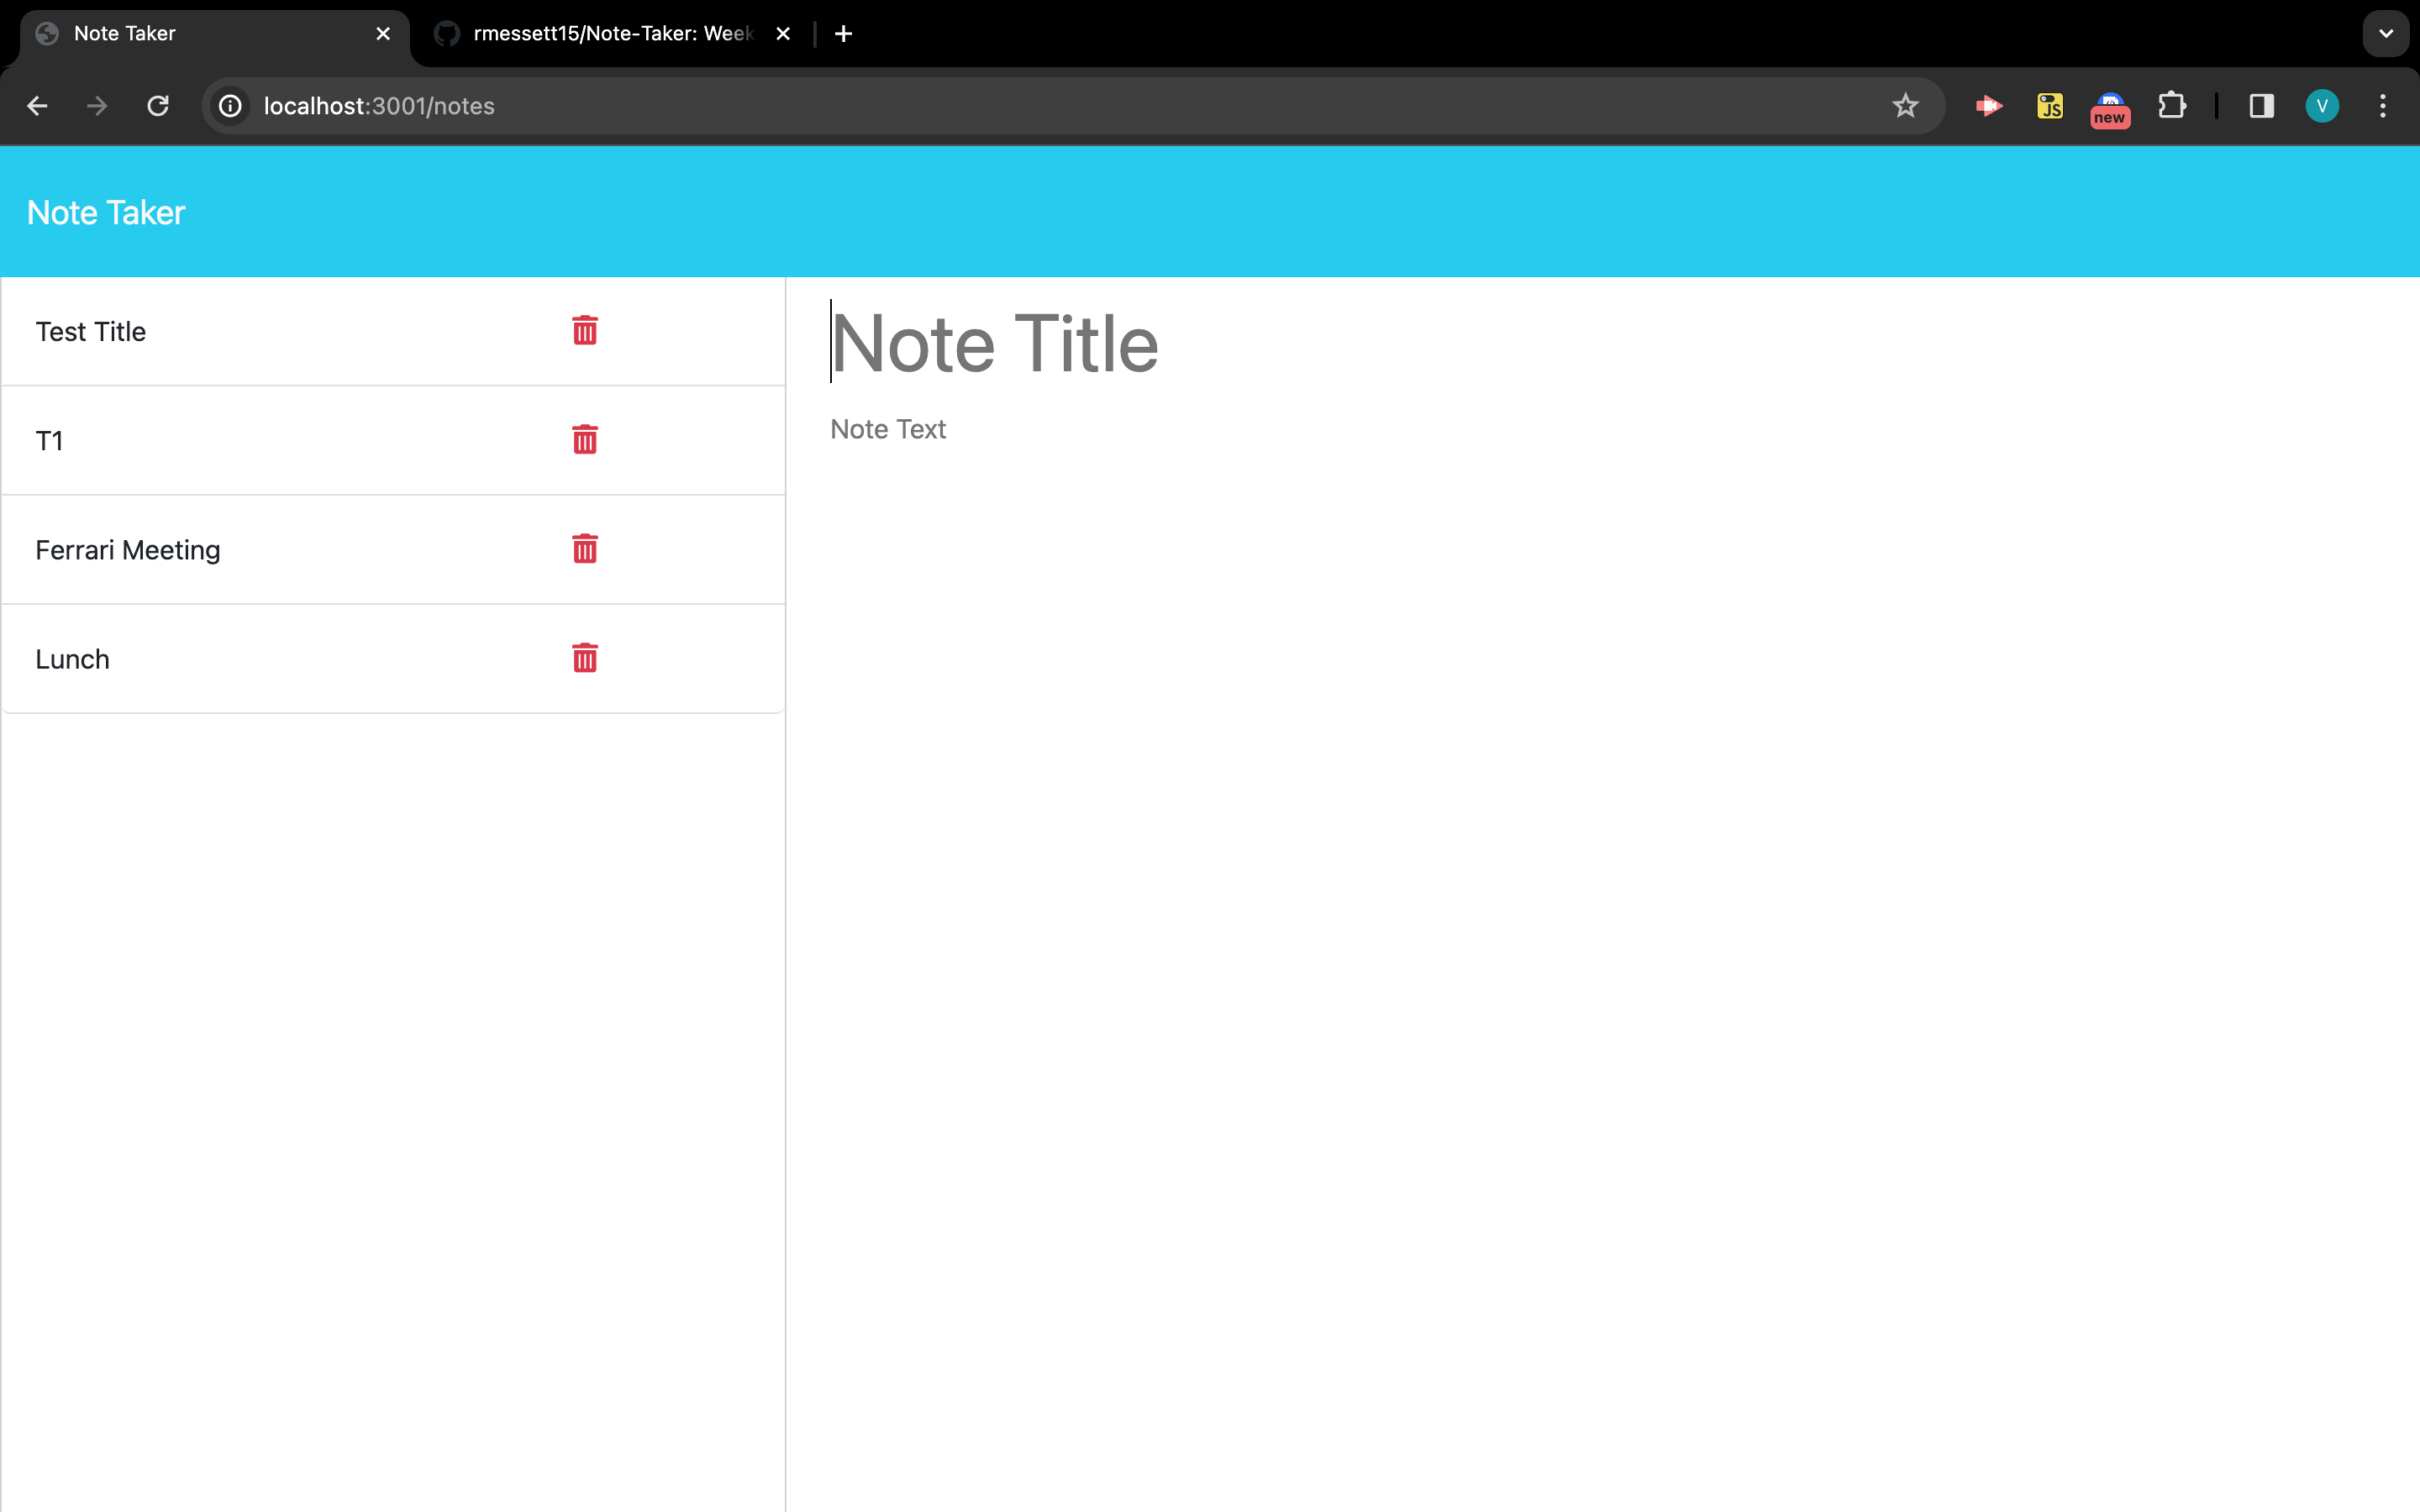 Note Taker
rmessett15/Note-Taker: Week
localhost:3001/notes
JS
new
V
Note Taker
Test Title
T1
Ferrari Meeting
Lunch
Note Title
Note Text